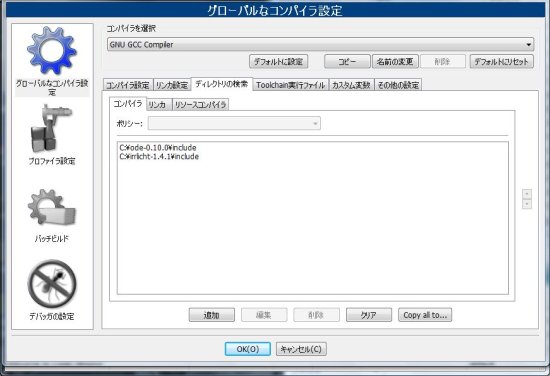 グローバルなコンパイラ設定
グローバルなコンパイラ設定
プロファイラ設定
バッチビルド
デバッガの設定
コンパイラを選択
GNU GCC Compiler
デフォルトに設定 コピー 名前の変更 削除 デフォルトにリセット
コンパイラ設定 リンカ設定 ディレクトリの検索 Toolchain実行ファイル カスタム変数 その他の設定
コンパイラ リンカ リソースコンパイラ
ポリシー:
C:¥ode-0.10.0¥include
C:¥irrlicht-1.4.1¥include
追加 編集 削除 クリア Copy all to...
OK(O) キャンセル(C)